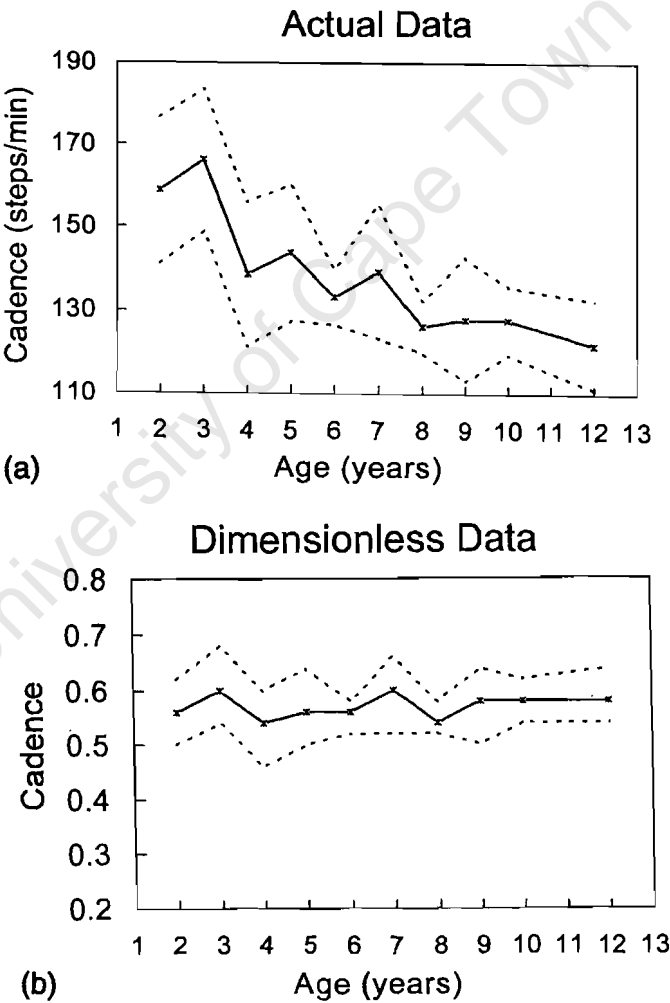 Actual Data
190
170
150
130
110
Cadence (steps/min)
1 2 3 4 5 6 7 8 9 10 11 12 13
(a)
Age (years)
Dimensionless Data
0.8
0.7
0.6
0.5
0.4
0.3
0.2
Cadence
1 2 3 4 5 6 7 8 9 10 11 12 13
(b)
Age (years)
University of Cape Town